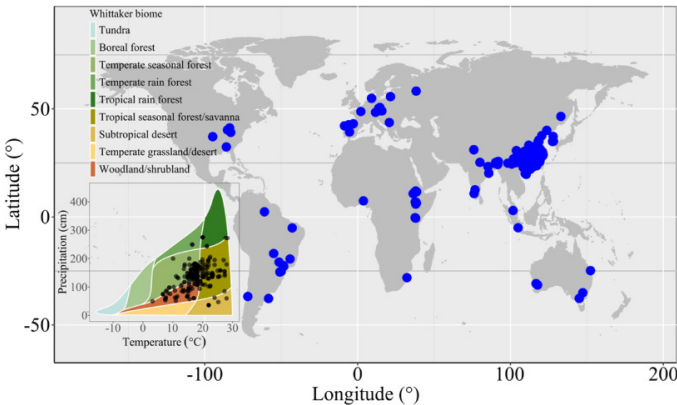 Whittaker biome
Tundra
Boreal forest
Temperate seasonal forest
Temperate rain forest
Tropical rain forest
Tropical seasonal forest/savanna
Subtropical desert
Temperate grassland/desert
Woodland/shrubland
Latitude (°)
50
0
-50
Precipitation (cm)
400
300
200
100
0
-10 0 10 20 30
Temperature (°C)
-100 0 100 200
Longitude (°)